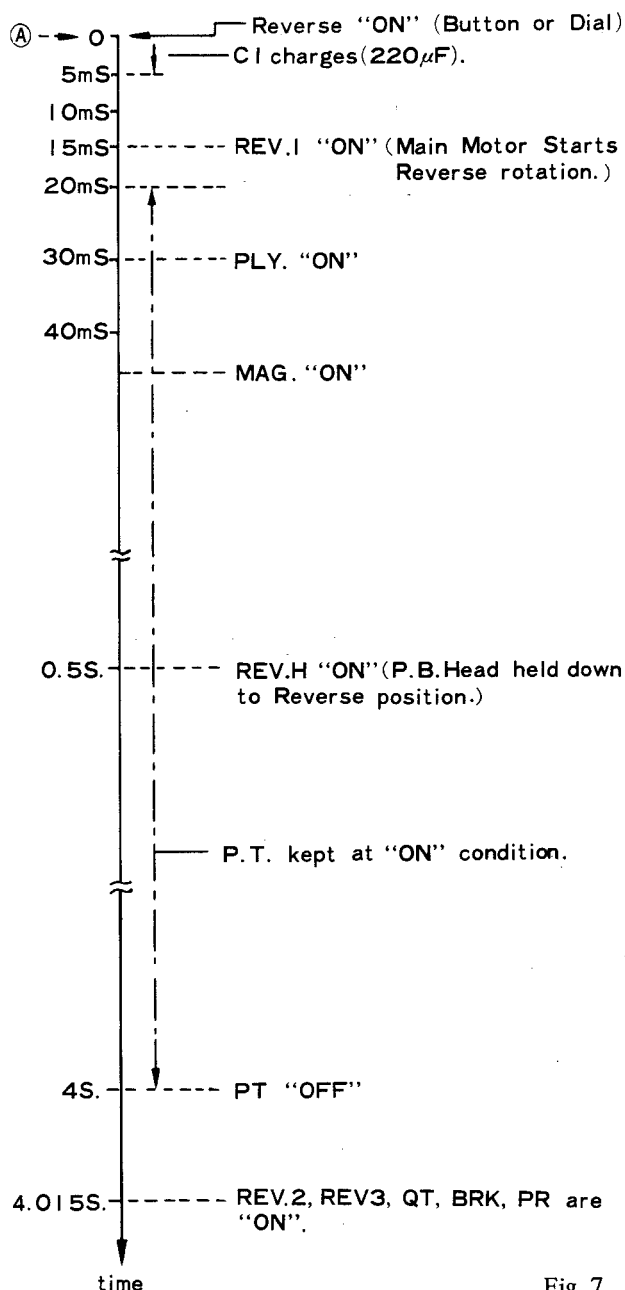 Ⓐ 0 Reverse “ON” (Button or Dial)
C1 charges(220µF).
5mS
10mS
15mS REV.1 “ON” (Main Motor Starts
Reverse rotation.)
20mS
30mS PLY. “ON”
40mS
MAG. “ON”
0.5S. REV.H “ON”(P.B.Head held down
to Reverse position.)
P.T. kept at “ON” condition.
4S. PT “OFF”
4.015S. REV.2, REV3, QT, BRK, PR are
“ON”.
time
Fig. 7